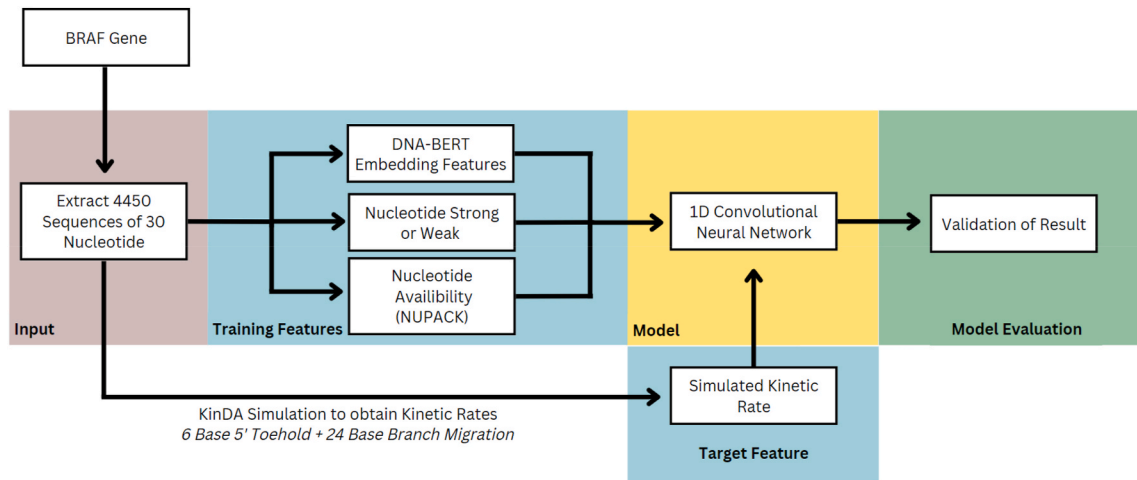 BRAF Gene
Extract 4450
Sequences of 30
Nucleotide
Input
DNA-BERT
Embedding Features
Nucleotide Strong
or Weak
Nucleotide
Availibility
(NUPACK)
Training Features
1D Convolutional
Neural Network
Model
Validation of Result
Model Evaluation
KinDA Simulation to obtain Kinetic Rates
6 Base 5' Toehold + 24 Base Branch Migration
Simulated Kinetic
Rate
Target Feature